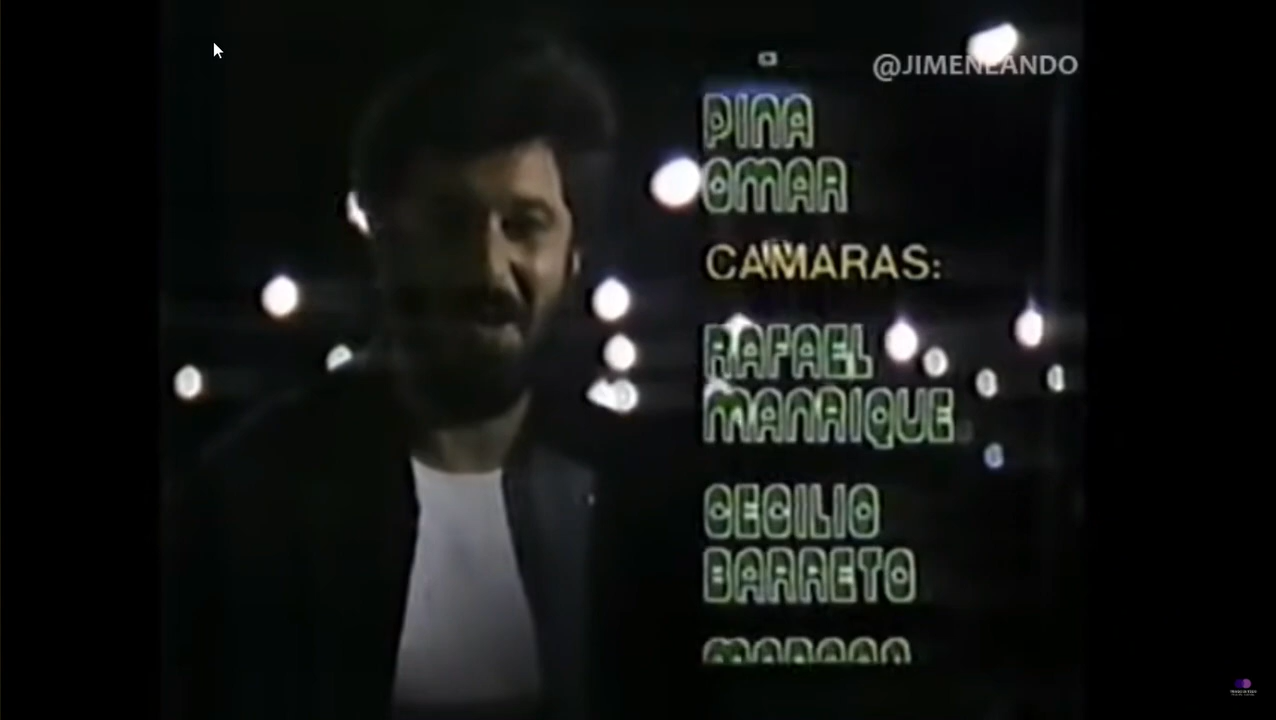 @JIMENEANDO
PINA
OMAR
CAMARAS:
RAFAEL
MANRIQUE
CECILIO
BARRETO